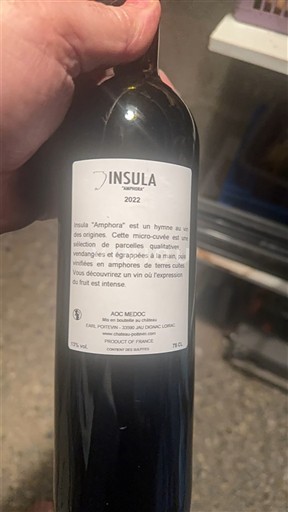 INSULA
"AMPHORA"
2022
Insula "Amphora" est un hymne au vin
des origines. Cette micro-cuvée est une
sélection de parcelles qualitatives,
vendangées et égrappées à la main, puis
vinifiées en amphores de terres cuites.
Vous découvrirez un vin où l'expression
du fruit est intense.
AOC MEDOC
Mis en bouteille au château
EARL POITEVIN - 33590 JAU DIGNAC LOIRAC
www.chateau-poitevin.com
PRODUCT OF FRANCE
75 CL
CONTIENT DES SULFITES